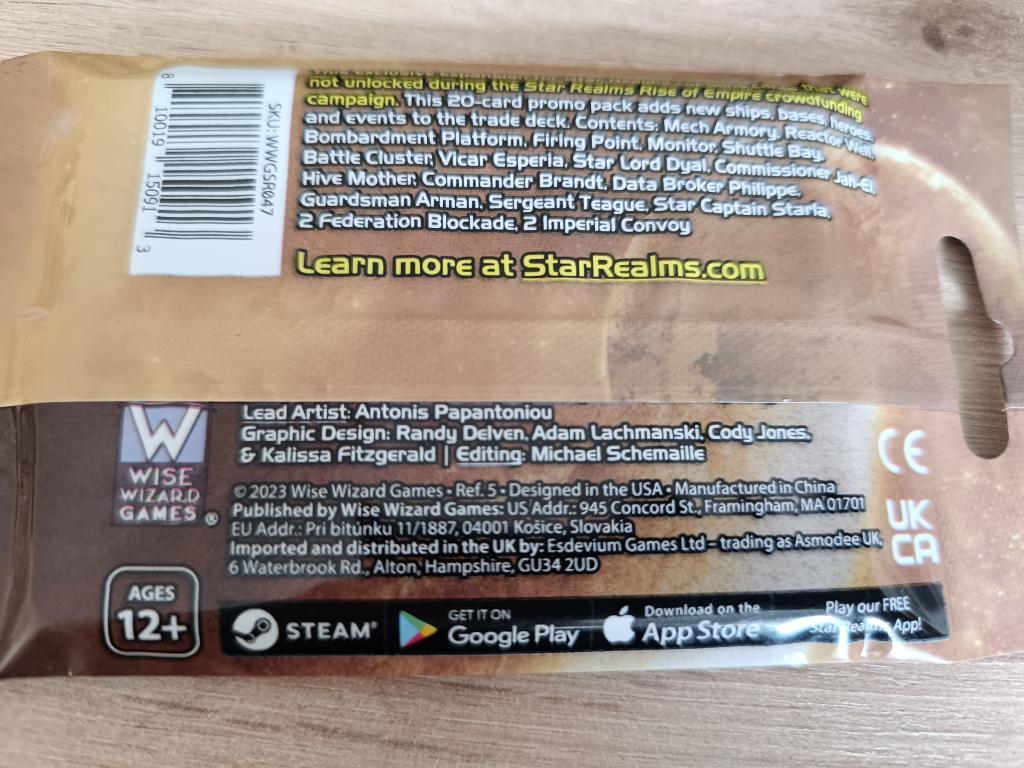 not unlocked during the Star Realms Rise of Empire crowdfunding
campaign. This 20-card promo pack adds new ships, bases, heroes
and events to the trade deck. Contents: Mech Armory, Reactor Well,
Bombardment Platform, Firing Point, Monitor, Shuttle Bay,
Battle Cluster, Vicar Esperia, Star Lord Dyal, Commissioner Jah-El,
Hive Mother, Commander Brandt, Data Broker Philippe,
Guardsman Arman, Sergeant Teague, Star Captain Starla,
2 Federation Blockade, 2 Imperial Convoy
Learn more at StarRealms.com
SKU: WWGSR047
8 10019 15091 3
Lead Artist: Antonis Papantoniou
Graphic Design: Randy Delven, Adam Lachmanski, Cody Jones,
& Kalissa Fitzgerald | Editing: Michael Schemaille
W
WISE
WIZARD
GAMES®
© 2023 Wise Wizard Games • Ref. 5 • Designed in the USA • Manufactured in China
Published by Wise Wizard Games: US Addr.: 945 Concord St., Framingham, MA 01701
EU Addr.: Pri bitúnku 11/1887, 04001 Košice, Slovakia
Imported and distributed in the UK by: Esdevium Games Ltd – trading as Asmodee UK,
6 Waterbrook Rd., Alton, Hampshire, GU34 2UD
CE
UK
CA
AGES
12+
STEAM®
GET IT ON
Google Play
Download on the
App Store
Play our FREE
Star Realms App!